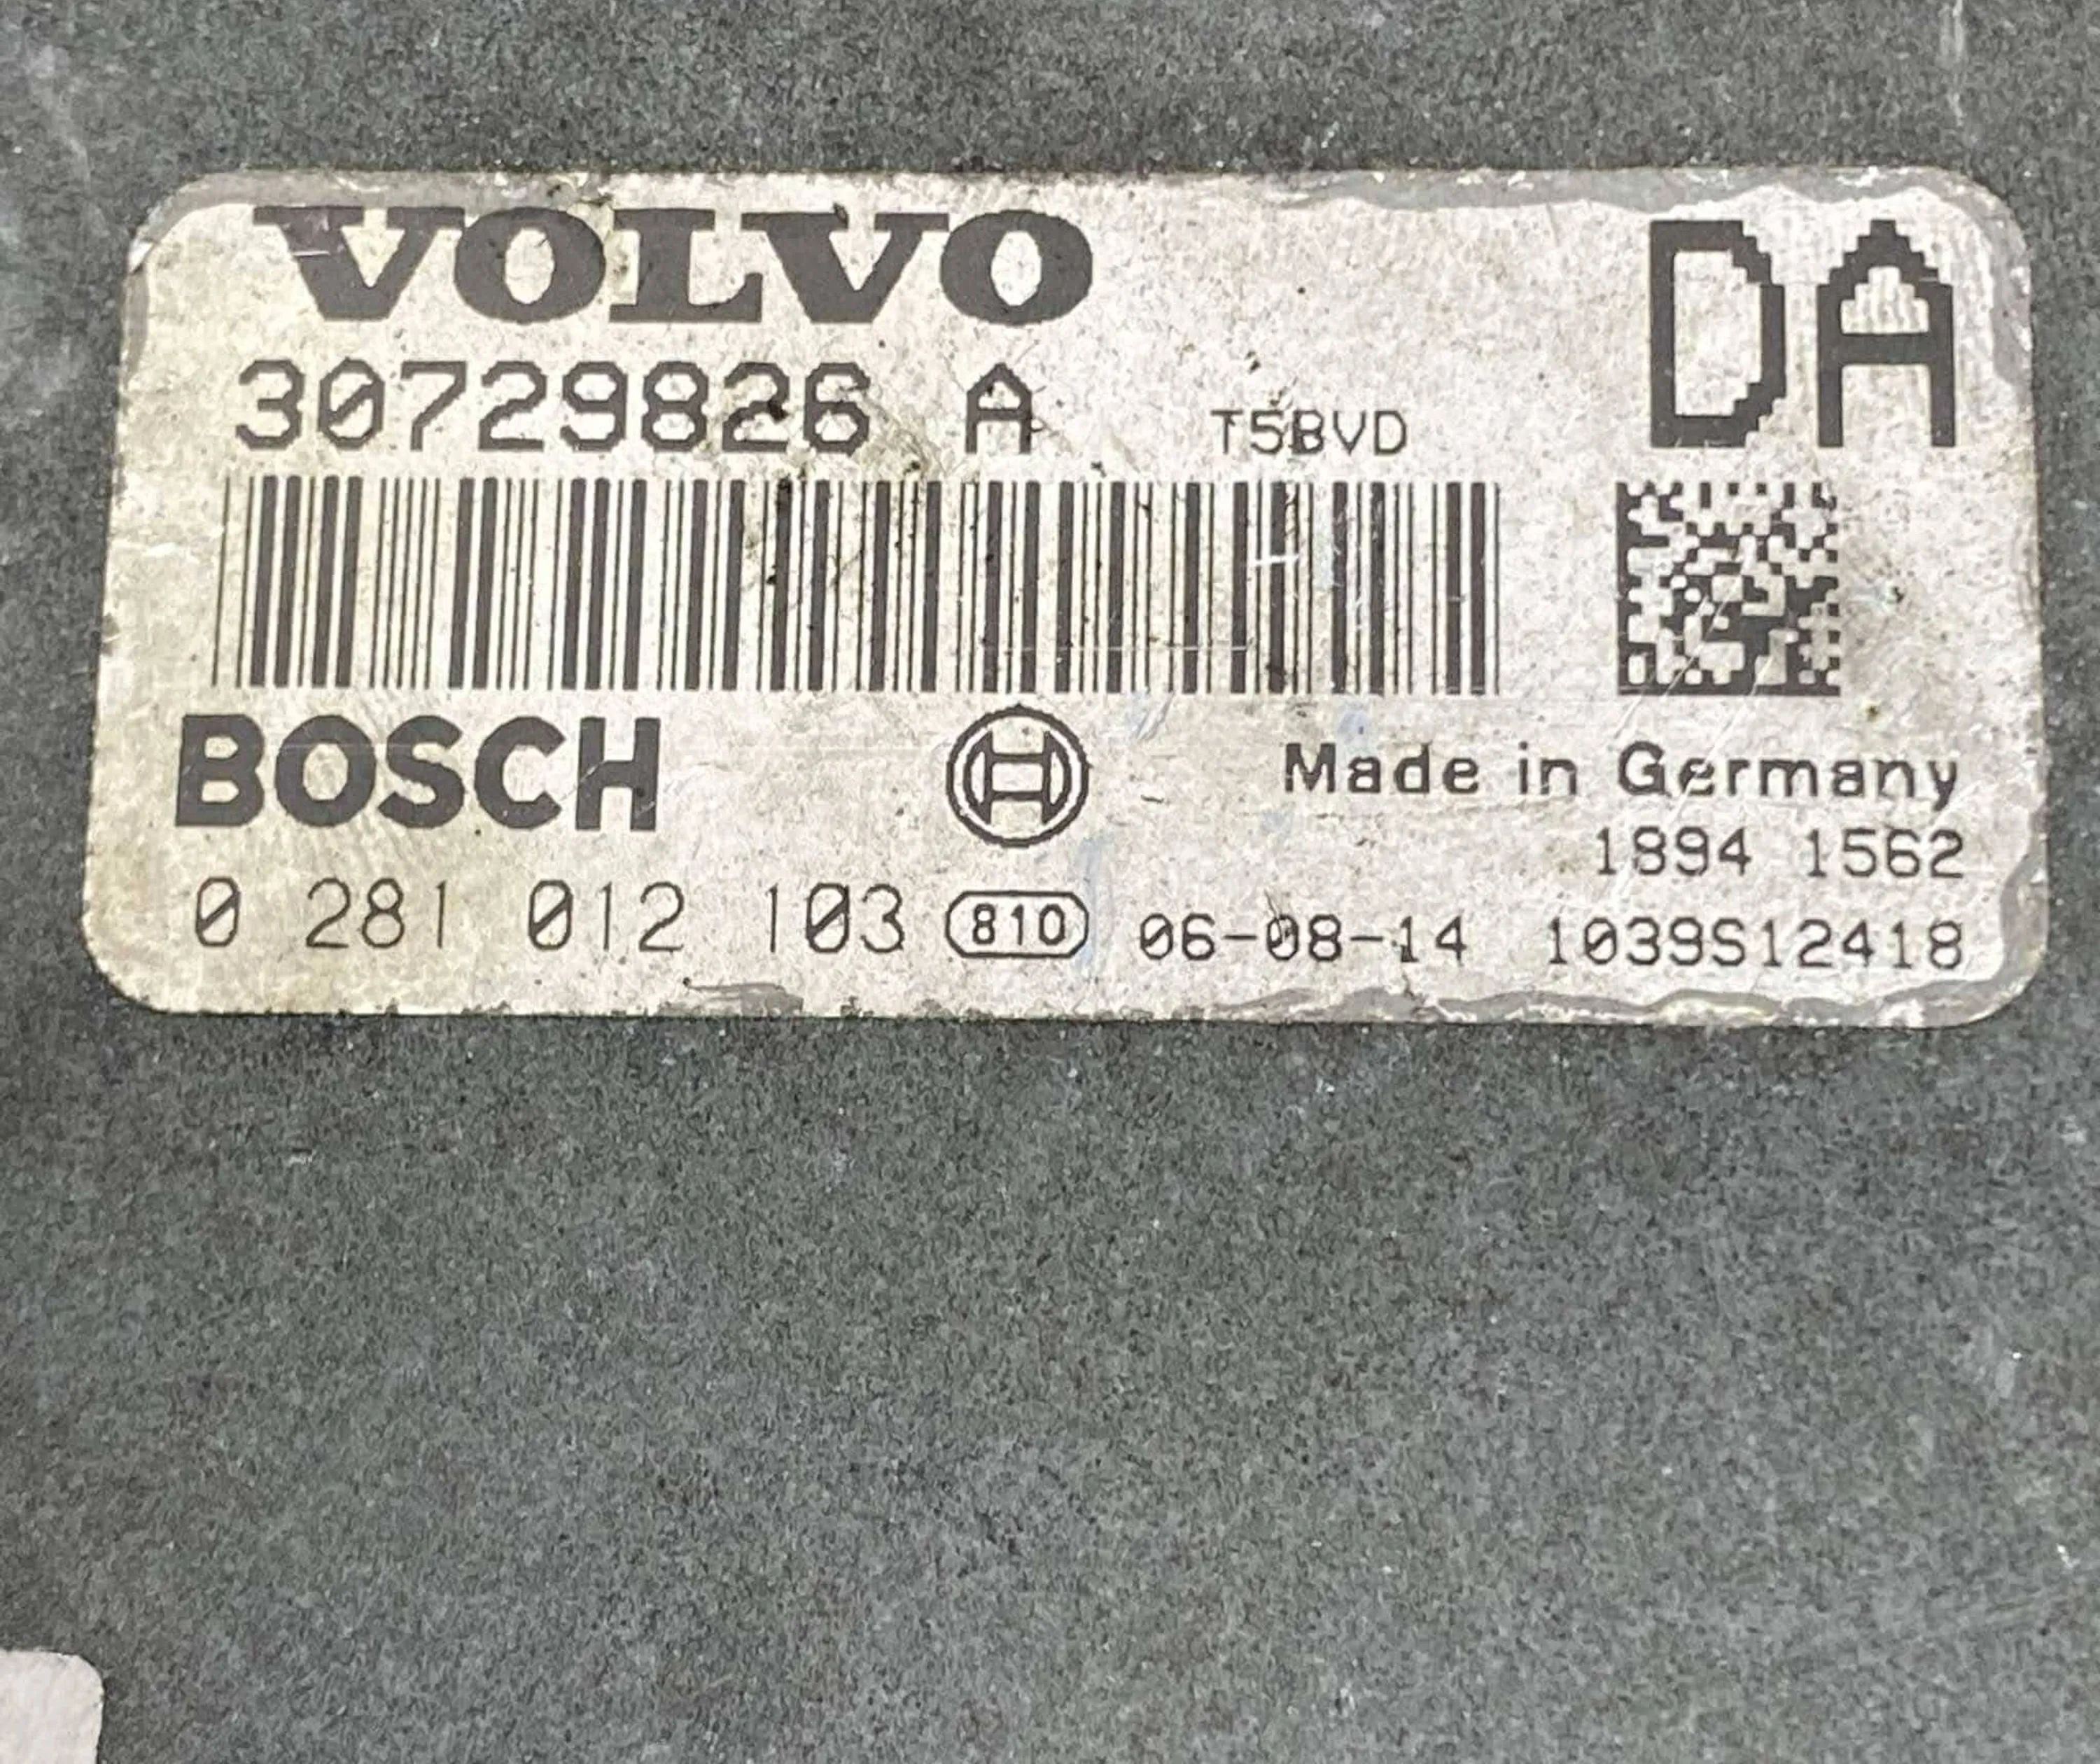 VOLVO
DA
30729826 A T5BVD
BOSCH
Made in Germany
1894 1562
0 281 012 103 810 06-08-14 1039S12418